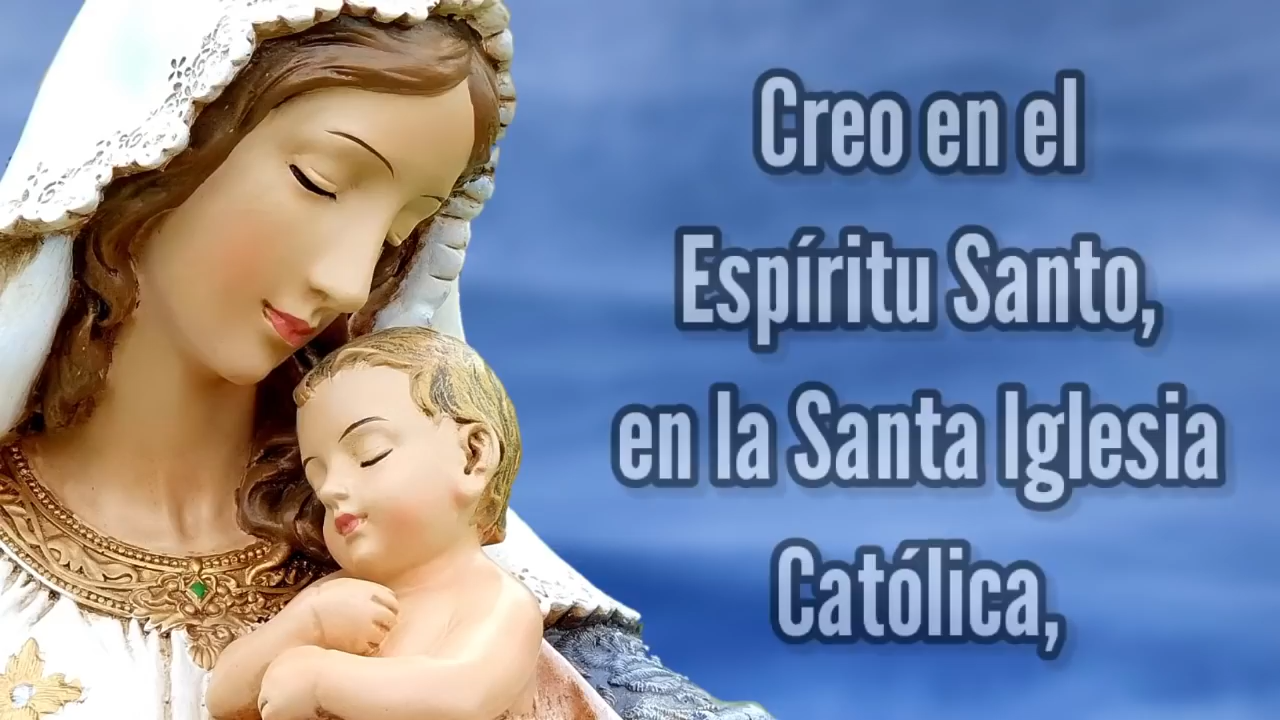 Creo en el
Espíritu Santo,
en la Santa Iglesia
Católica,